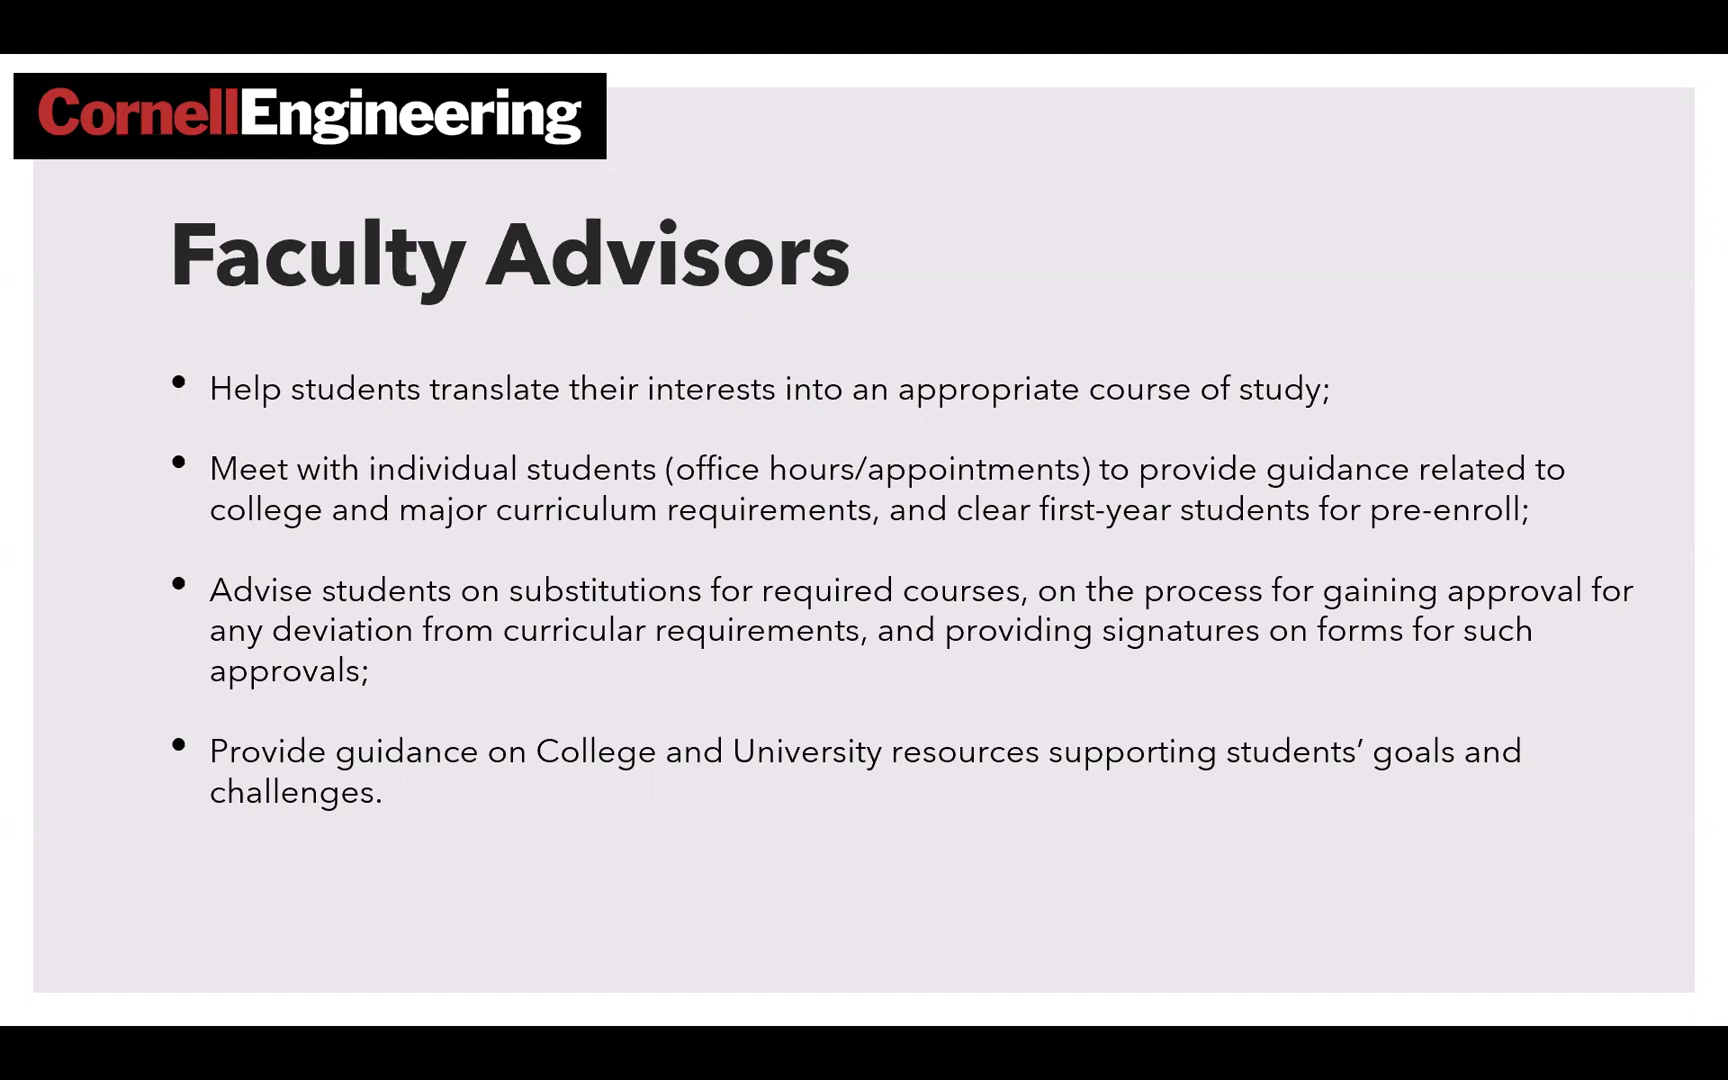 CornellEngineering
Faculty Advisors
• Help students translate their interests into an appropriate course of study;
• Meet with individual students (office hours/appointments) to provide guidance related to
college and major curriculum requirements, and clear first-year students for pre-enroll;
• Advise students on substitutions for required courses, on the process for gaining approval for
any deviation from curricular requirements, and providing signatures on forms for such
approvals;
• Provide guidance on College and University resources supporting students’ goals and
challenges.